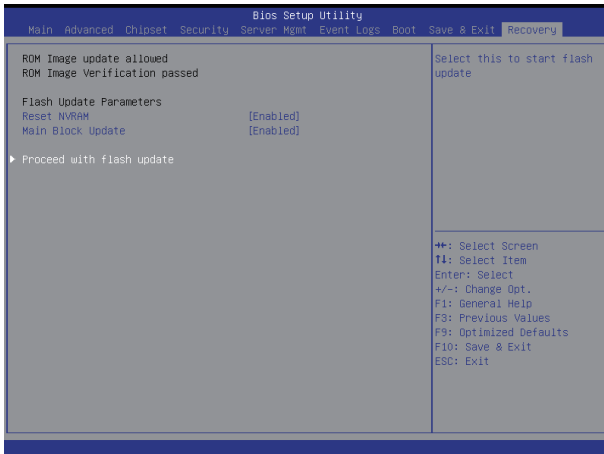 Bios Setup Utility
Main Advanced Chipset Security Server Mgmt Event Logs Boot Save & Exit Recovery
ROM Image update allowed
ROM Image Verification passed
Flash Update Parameters
Reset NVRAM [Enabled]
Main Block Update [Enabled]
▶ Proceed with flash update
Select this to start flash
update
→←: Select Screen
↑↓: Select Item
Enter: Select
+/-: Change Opt.
F1: General Help
F3: Previous Values
F9: Optimized Defaults
F10: Save & Exit
ESC: Exit